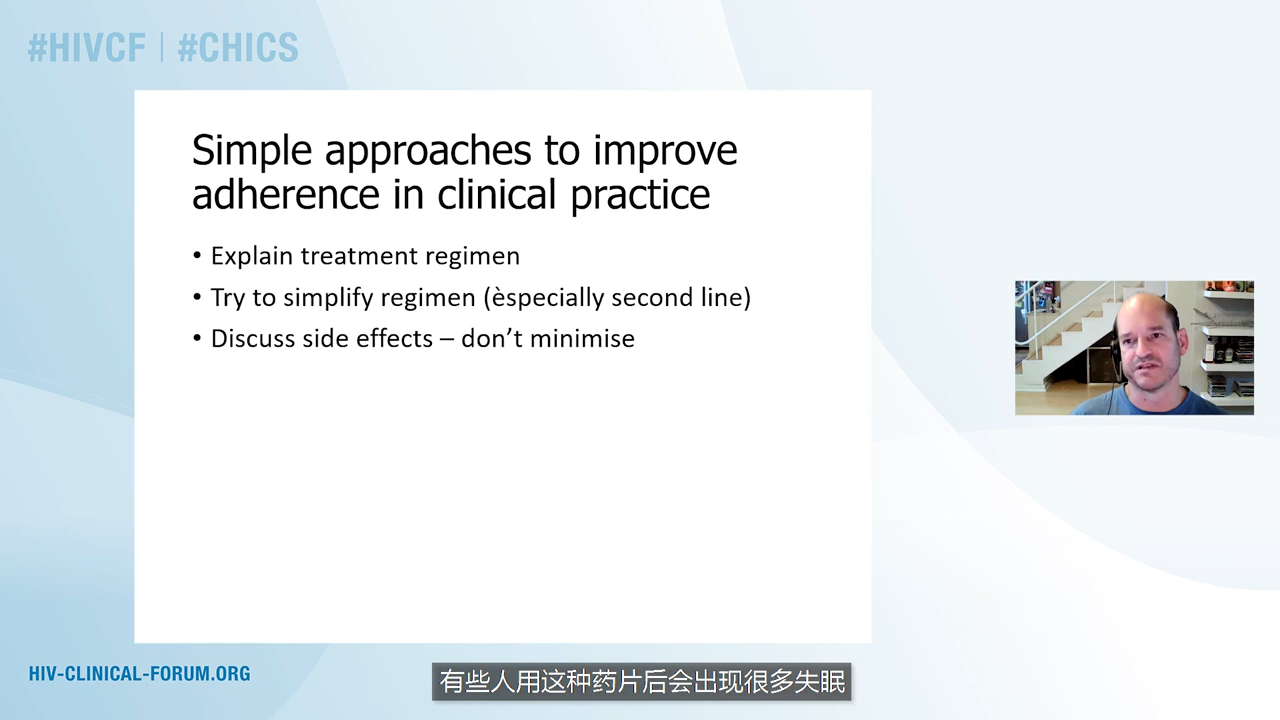 #HIVCF | #CHICS
Simple approaches to improve
adherence in clinical practice
• Explain treatment regimen
• Try to simplify regimen (èspecially second line)
• Discuss side effects – don’t minimise
HIV-CLINICAL-FORUM.ORG
有些人用这种药片后会出现很多失眠